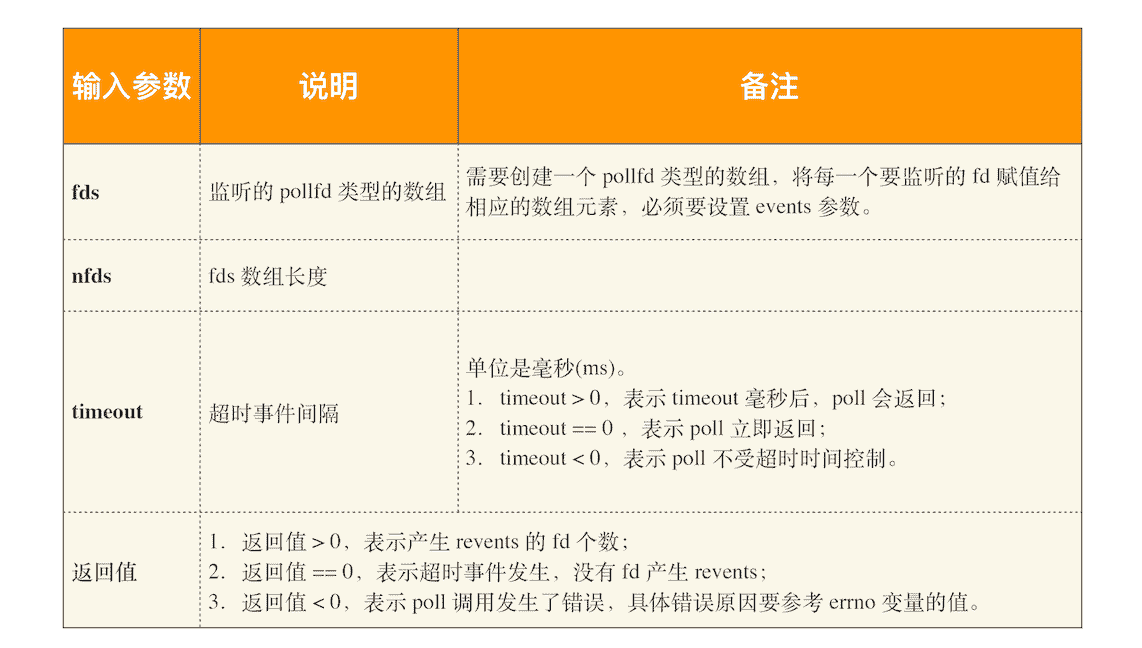 输入参数 说明 备注
fds 监听的 pollfd 类型的数组 需要创建一个 pollfd 类型的数组，将每一个要监听的 fd 赋值给
相应的数组元素，必须要设置 events 参数。
nfds fds 数组长度
timeout 超时事件间隔 单位是毫秒(ms)。
1. timeout > 0，表示 timeout 毫秒后，poll 会返回；
2. timeout == 0 ，表示 poll 立即返回；
3. timeout < 0，表示 poll 不受超时时间控制。
返回值 1. 返回值 > 0，表示产生 revents 的 fd 个数；
2. 返回值 == 0，表示超时事件发生，没有 fd 产生 revents；
3. 返回值 < 0，表示 poll 调用发生了错误，具体错误原因要参考 errno 变量的值。